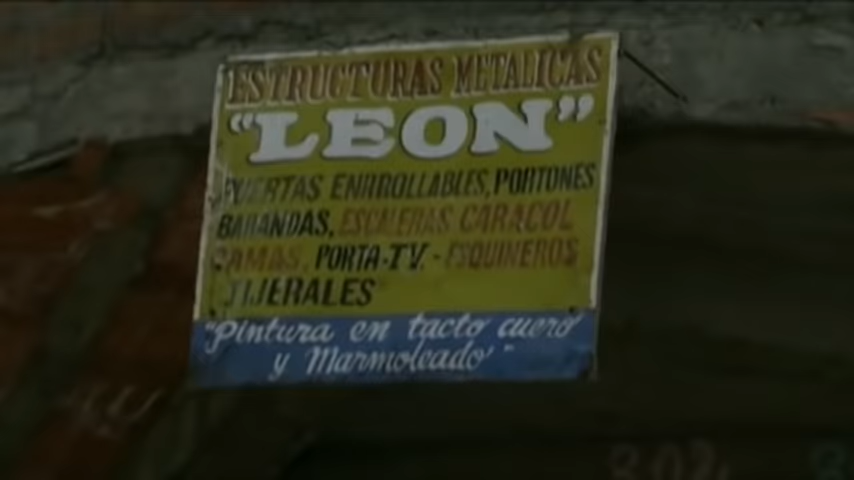 ESTRUCTURAS METALICAS
"LEON"
PUERTAS ENRROLLABLES, PORTONES
BARANDAS, ESCALERAS CARACOL
CAMAS, PORTA-TV. - ESQUINEROS
TIJERALES
"Pintura en tacto cuero
y Marmoleado"